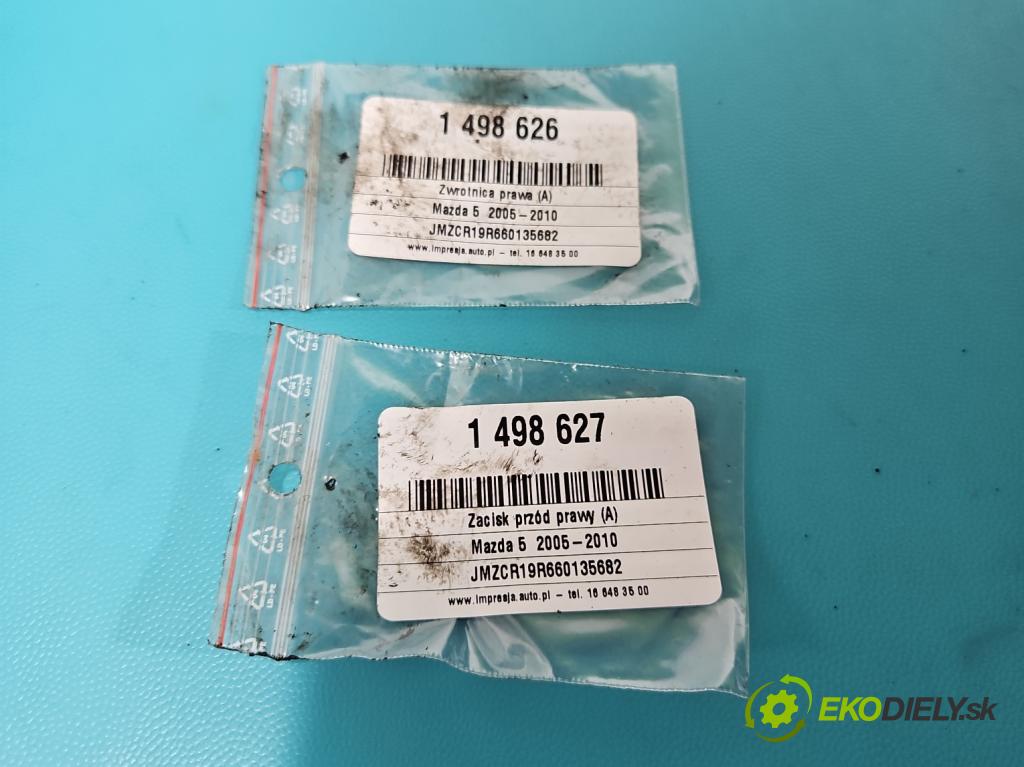 1 498 626
Zwrotnica prawa (A)
Mazda 5 2005-2010
JMZCR19R660135682
www.impresja.auto.pl - tel. 16 648 35 00
1 498 627
Zacisk przód prawy (A)
Mazda 5 2005-2010
JMZCR19R660135682
www.impresja.auto.pl - tel. 16 648 35 00
EKODIELY.sk